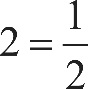 2 = 1/2